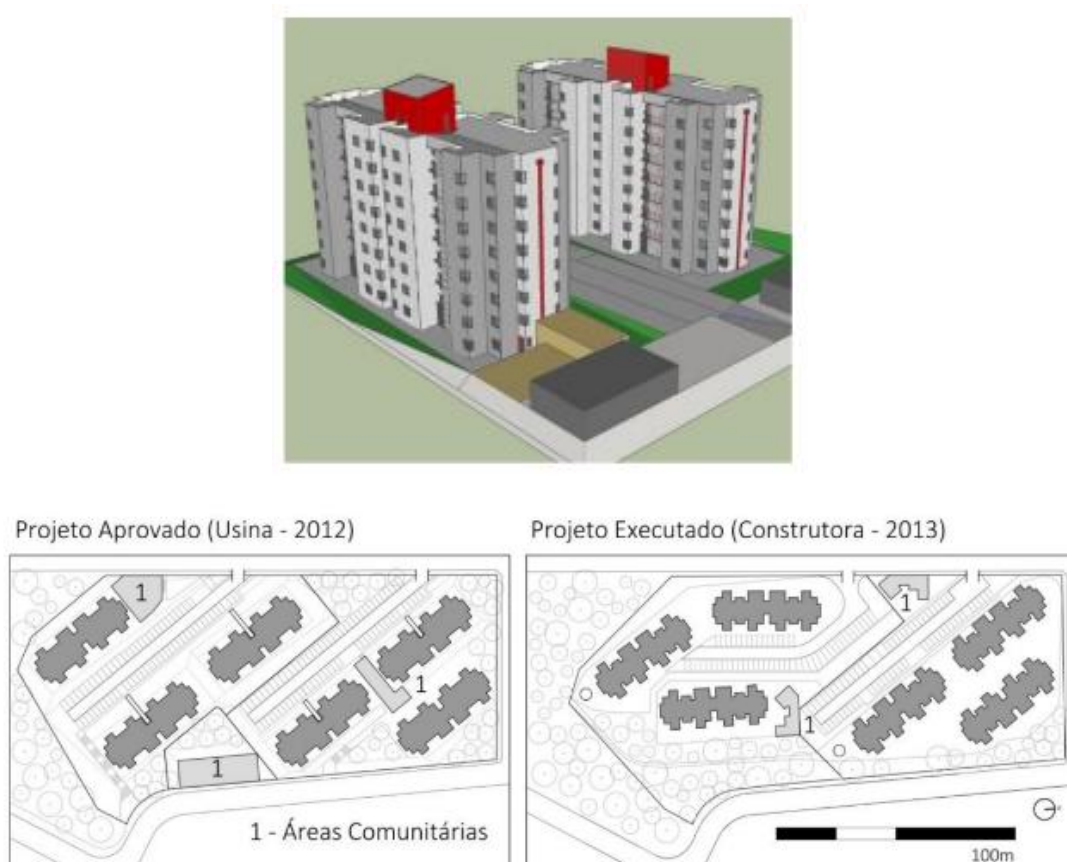 Projeto Aprovado (Usina - 2012)
Projeto Executado (Construtora - 2013)
1
1
1
1
1
1 - Áreas Comunitárias
100m